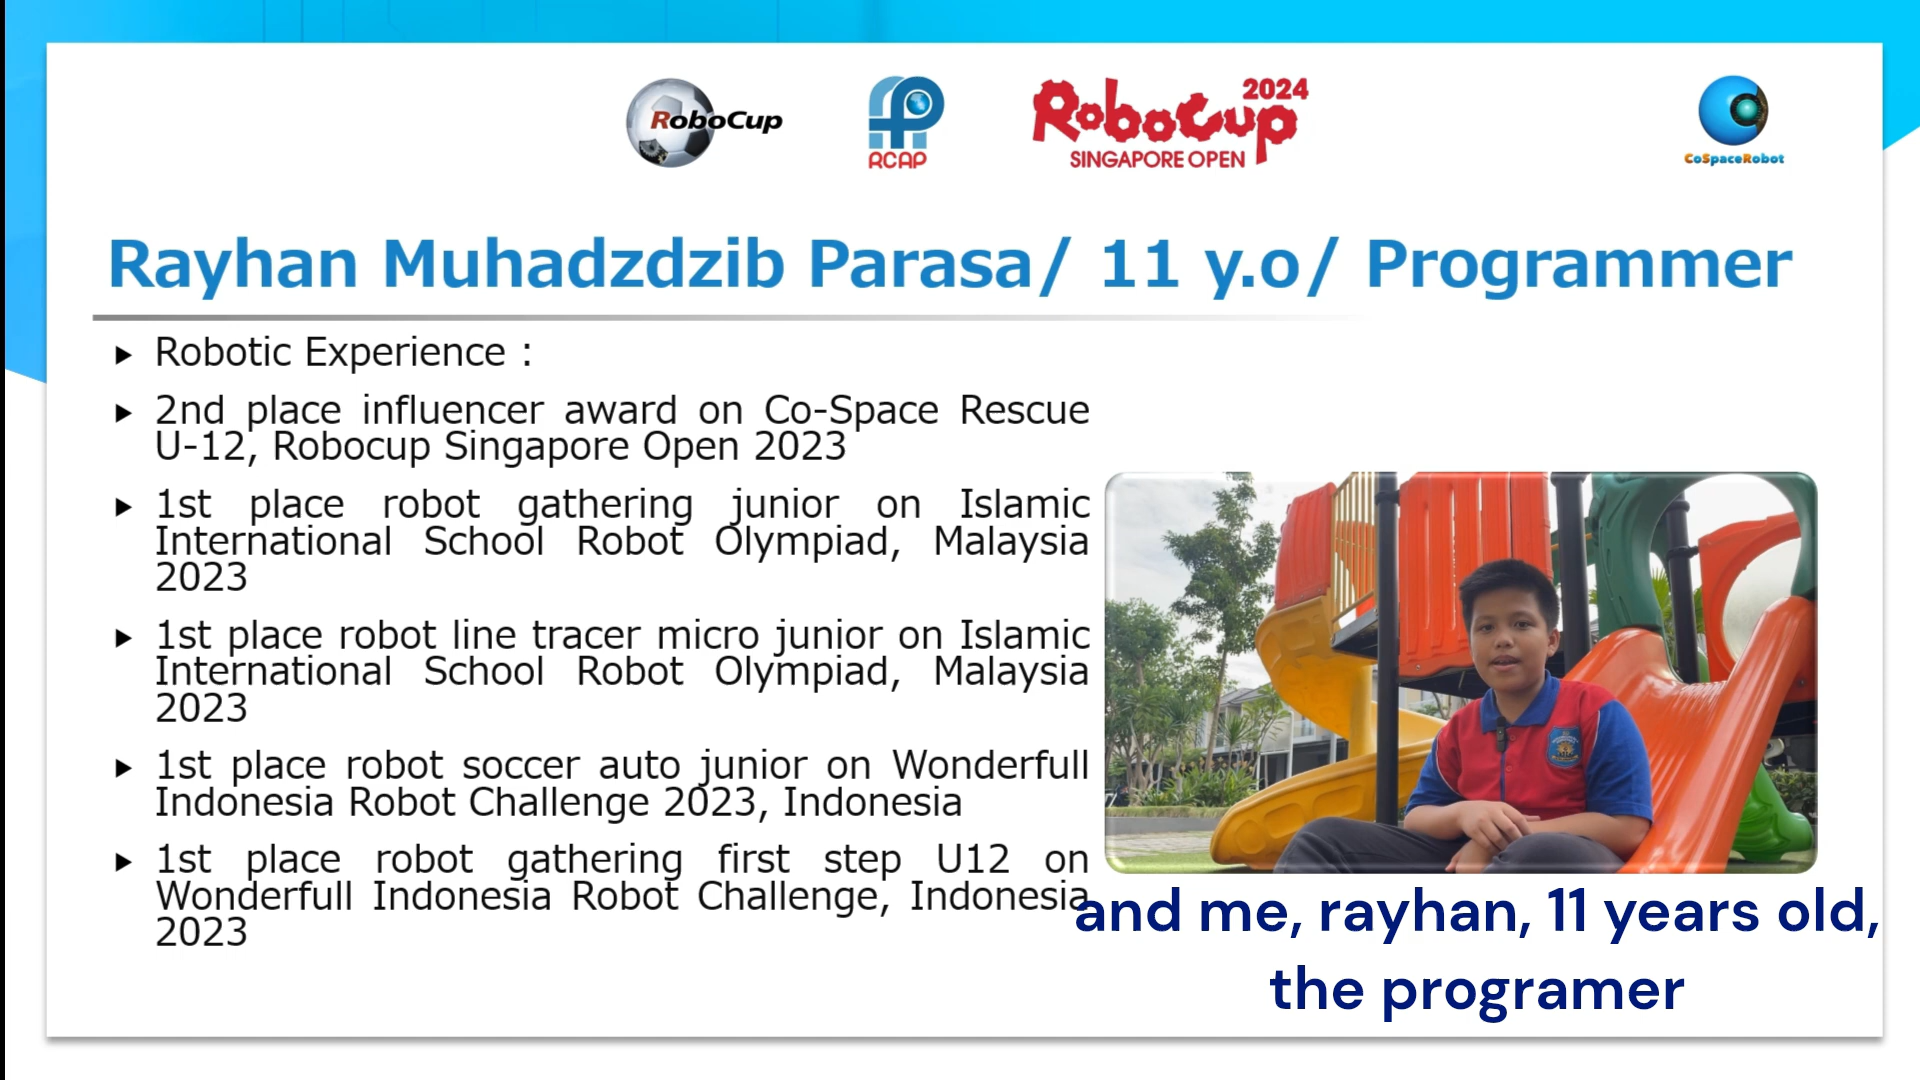 RoboCup
RCAP
RoboCup 2024
SINGAPORE OPEN
CoSpaceRobot
Rayhan Muhadzdzib Parasa/ 11 y.o/ Programmer
Robotic Experience :
2nd place influencer award on Co-Space Rescue
U-12, Robocup Singapore Open 2023
1st place robot gathering junior on Islamic
International School Robot Olympiad, Malaysia
2023
1st place robot line tracer micro junior on Islamic
International School Robot Olympiad, Malaysia
2023
1st place robot soccer auto junior on Wonderfull
Indonesia Robot Challenge 2023, Indonesia
1st place robot gathering first step U12 on
Wonderfull Indonesia Robot Challenge, Indonesia
2023
and me, rayhan, 11 years old,
the programer